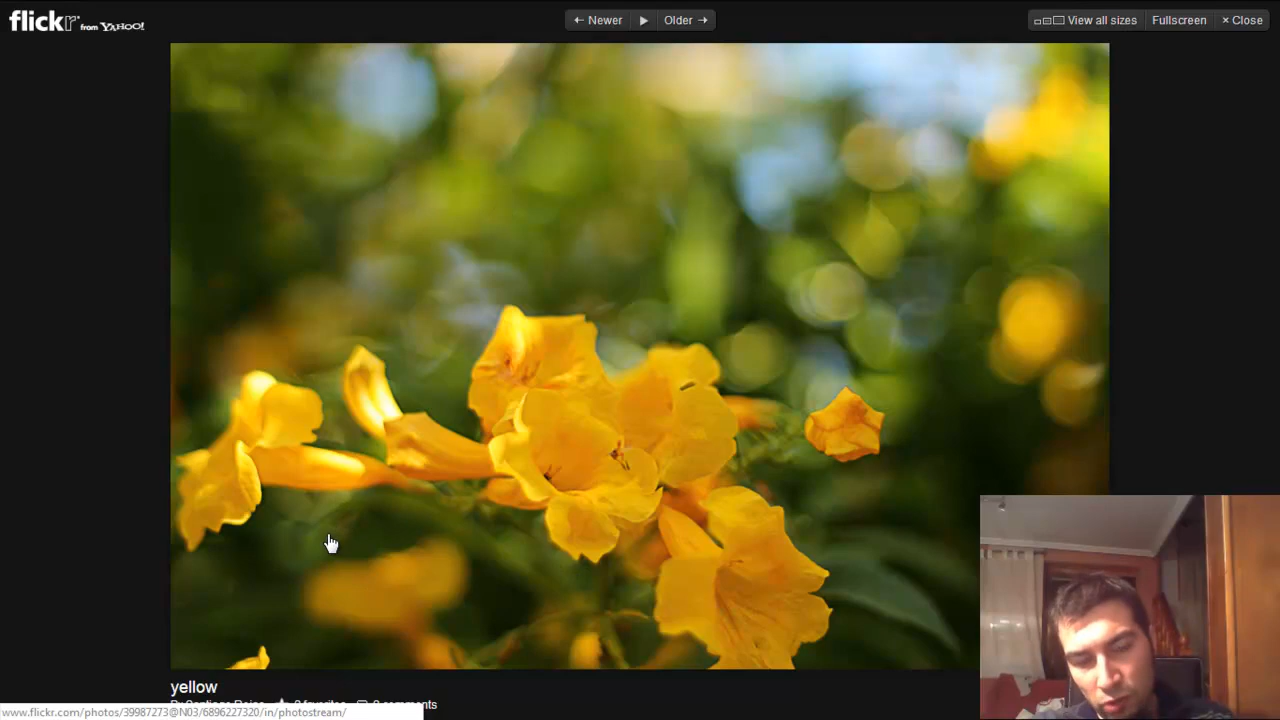 flickr from YAHOO!
← Newer
Older →
View all sizes
Fullscreen
× Close
yellow
comments
www.flickr.com/photos/39987273@N03/6896227320/in/photostream/